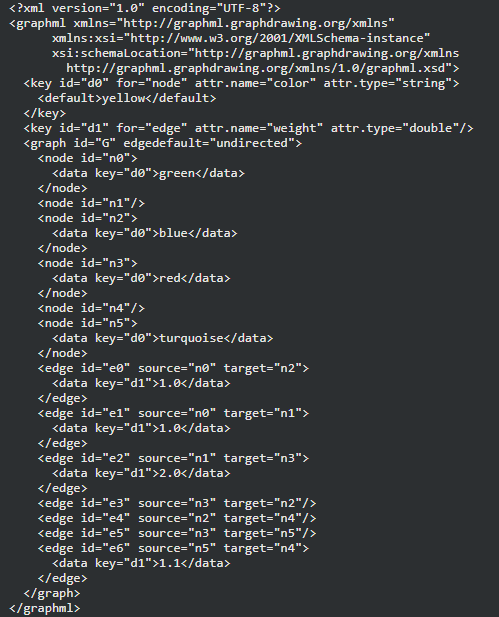 <?xml version="1.0" encoding="UTF-8"?>
<graphml xmlns="http://graphml.graphdrawing.org/xmlns"
      xmlns:xsi="http://www.w3.org/2001/XMLSchema-instance"
      xsi:schemaLocation="http://graphml.graphdrawing.org/xmlns
        http://graphml.graphdrawing.org/xmlns/1.0/graphml.xsd">
  <key id="d0" for="node" attr.name="color" attr.type="string">
    <default>yellow</default>
  </key>
  <key id="d1" for="edge" attr.name="weight" attr.type="double"/>
  <graph id="G" edgedefault="undirected">
    <node id="n0">
      <data key="d0">green</data>
    </node>
    <node id="n1"/>
    <node id="n2">
      <data key="d0">blue</data>
    </node>
    <node id="n3">
      <data key="d0">red</data>
    </node>
    <node id="n4"/>
    <node id="n5">
      <data key="d0">turquoise</data>
    </node>
    <edge id="e0" source="n0" target="n2">
      <data key="d1">1.0</data>
    </edge>
    <edge id="e1" source="n0" target="n1">
      <data key="d1">1.0</data>
    </edge>
    <edge id="e2" source="n1" target="n3">
      <data key="d1">2.0</data>
    </edge>
    <edge id="e3" source="n3" target="n2"/>
    <edge id="e4" source="n2" target="n4"/>
    <edge id="e5" source="n3" target="n5"/>
    <edge id="e6" source="n5" target="n4">
      <data key="d1">1.1</data>
    </edge>
  </graph>
</graphml>